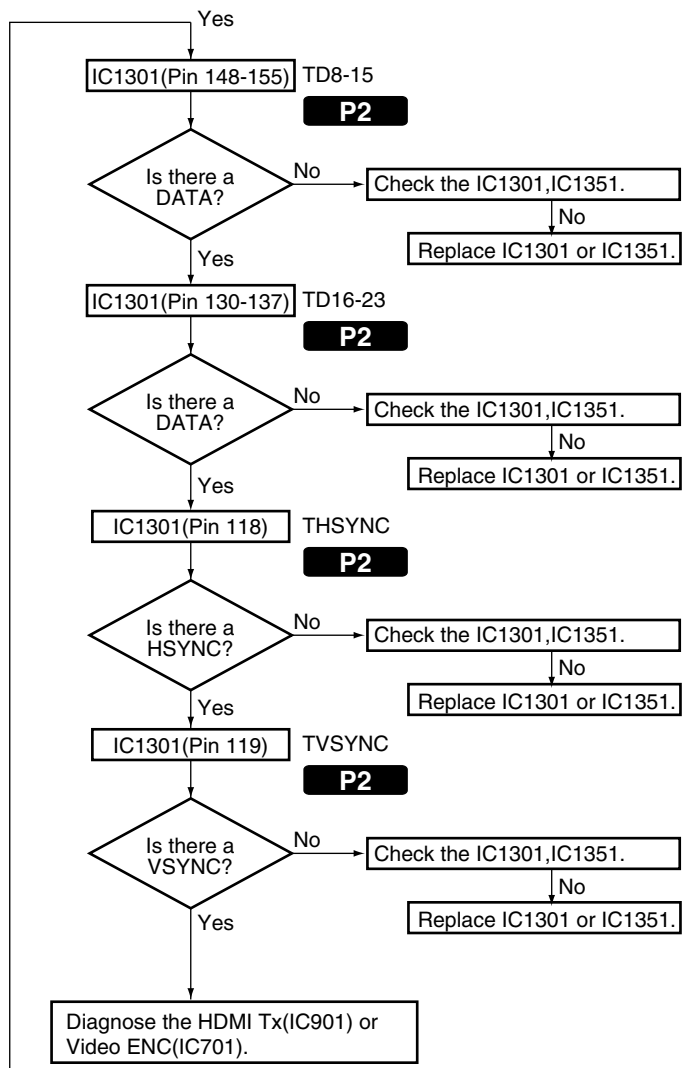 Yes
IC1301(Pin 148-155) TD8-15
P2
Is there a
DATA?
No
Check the IC1301,IC1351.
No
Replace IC1301 or IC1351.
Yes
IC1301(Pin 130-137) TD16-23
P2
Is there a
DATA?
No
Check the IC1301,IC1351.
No
Replace IC1301 or IC1351.
Yes
IC1301(Pin 118) THSYNC
P2
Is there a
HSYNC?
No
Check the IC1301,IC1351.
No
Replace IC1301 or IC1351.
Yes
IC1301(Pin 119) TVSYNC
P2
Is there a
VSYNC?
No
Check the IC1301,IC1351.
No
Replace IC1301 or IC1351.
Yes
Diagnose the HDMI Tx(IC901) or
Video ENC(IC701).